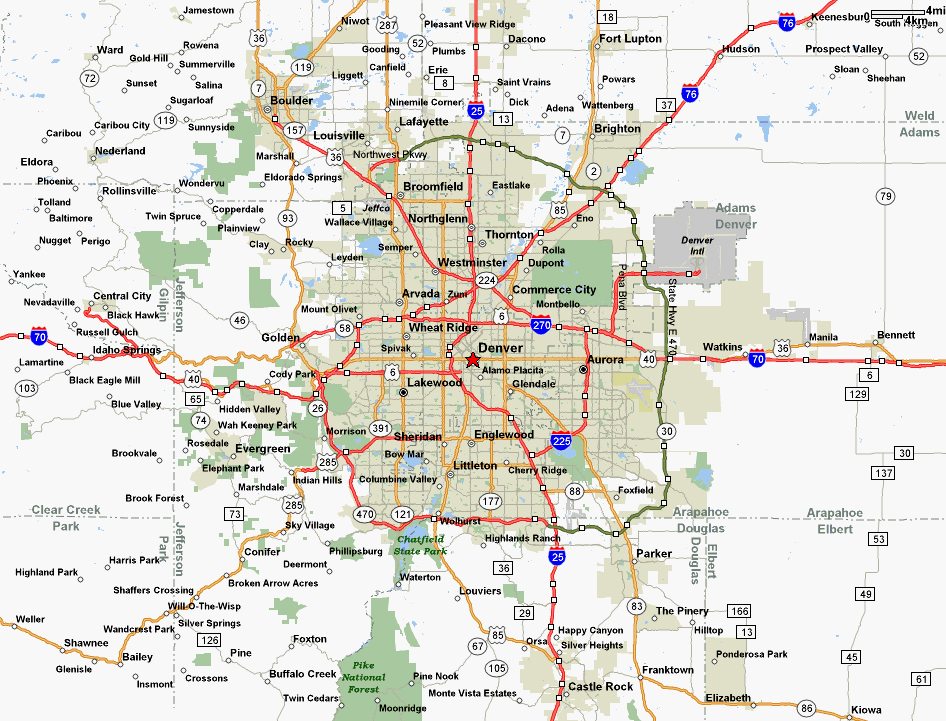 Jamestown
Niwot
36
287
Pleasant View Ridge
18
76
Keenesburg
4mi
4km
South Roggen
Ward
Rowena
Gold Hill
Summerville
Gooding
52
Plumbs
Dacono
Fort Lupton
Hudson
Prospect Valley
52
72
Sunset
Salina
119
Canfield
Liggett
Erie
8
Saint Vrains
Powars
Sloan
Sheehan
7
Boulder
Sugarloaf
Ninemile Corner
Dick
Adena
Wattenberg
76
37
Caribou
Caribou City
119
Sunnyside
157
Louisville
Lafayette
25
13
7
Brighton
Weld
Adams
Eldora
Nederland
Marshall
36
Northwest Pkwy
2
Phoenix
Rollinsville
Wondervu
Eldorado Springs
Broomfield
Eastlake
79
Tolland
Baltimore
Twin Spruce
Copperdale
Plainview
93
5
Jeffco
Wallace Village
Northglenn
85
Eno
Adams
Denver
Nugget
Perigo
Clay
Rocky
Semper
Thornton
Rolla
Denver
Intl
Yankee
Leyden
Westminster
Dupont
224
Commerce City
Pena Blvd
State Hwy E 470
Nevadaville
Central City
Black Hawk
Gilpin
Jefferson
46
Mount Olivet
Arvada
Zuni
6
Montbello
70
Russell Gulch
58
Wheat Ridge
270
Golden
Idaho Springs
Spivak
Denver
Aurora
40
Watkins
70
36
Manila
Bennett
Lamartine
103
Black Eagle Mill
40
65
Cody Park
6
Lakewood
Alamo Placita
Glendale
6
129
Blue Valley
Hidden Valley
26
74
Wah Keeney Park
Morrison
391
Sheridan
Englewood
225
30
Rosedale
Brookvale
Evergreen
285
Bow Mar
30
Elephant Park
Indian Hills
Littleton
Cherry Ridge
137
Columbine Valley
Brook Forest
Marshdale
285
177
88
Foxfield
Clear Creek
Park
73
Sky Village
470
121
Wolhurst
Arapahoe
Douglas
Arapahoe
Elbert
Jefferson
Park
Highlands Ranch
53
Harris Park
Conifer
Phillipsburg
Chatfield
State Park
25
Parker
Elbert
Douglas
Highland Park
Deermont
Waterton
36
Shaffers Crossing
Broken Arrow Acres
Louviers
49
Will-O-The-Wisp
29
83
The Pinery
166
Weller
Wandcrest Park
Silver Springs
85
Happy Canyon
Hilltop
13
Shawnee
126
Foxton
67
Orsa
Silver Heights
Ponderosa Park
45
Glenisle
Bailey
Pine
Buffalo Creek
Pike
National
Forest
Pine Nook
105
Franktown
61
Insmont
Crossons
Twin Cedars
Moonridge
Monte Vista Estates
Castle Rock
Elizabeth
86
Kiowa